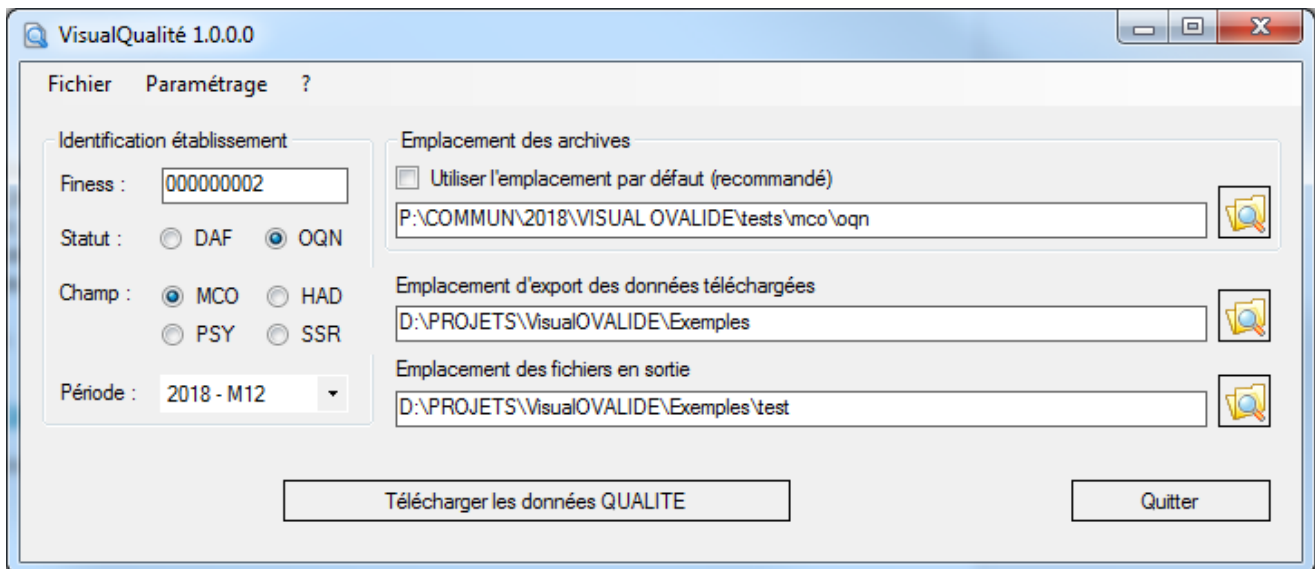 VisualQualité 1.0.0.0
Fichier Paramétrage ?
Identification établissement
Finess : 000000002
Statut : DAF OQN
Champ : MCO HAD
PSY SSR
Période : 2018 - M12
Emplacement des archives
Utiliser l'emplacement par défaut (recommandé)
P:\COMMUN\2018\VISUAL OVALIDE\tests\mco\oqn
Emplacement d'export des données téléchargées
D:\PROJETS\VisualOVALIDE\Exemples
Emplacement des fichiers en sortie
D:\PROJETS\VisualOVALIDE\Exemples\test
Télécharger les données QUALITE
Quitter